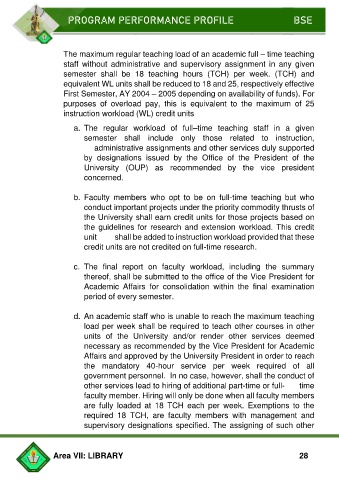 PROGRAM PERFORMANCE PROFILE BSE
The maximum regular teaching load of an academic full – time teaching
staff without administrative and supervisory assignment in any given
semester shall be 18 teaching hours (TCH) per week. (TCH) and
equivalent WL units shall be reduced to 18 and 25, respectively effective
First Semester, AY 2004 – 2005 depending on availability of funds). For
purposes of overload pay, this is equivalent to the maximum of 25
instruction workload (WL) credit units
a. The regular workload of full–time teaching staff in a given
semester shall include only those related to instruction,
administrative assignments and other services duly supported
by designations issued by the Office of the President of the
University (OUP) as recommended by the vice president
concerned.
b. Faculty members who opt to be on full-time teaching but who
conduct important projects under the priority commodity thrusts of
the University shall earn credit units for those projects based on
the guidelines for research and extension workload. This credit
unit shall be added to instruction workload provided that these
credit units are not credited on full-time research.
c. The final report on faculty workload, including the summary
thereof, shall be submitted to the office of the Vice President for
Academic Affairs for consolidation within the final examination
period of every semester.
d. An academic staff who is unable to reach the maximum teaching
load per week shall be required to teach other courses in other
units of the University and/or render other services deemed
necessary as recommended by the Vice President for Academic
Affairs and approved by the University President in order to reach
the mandatory 40-hour service per week required of all
government personnel. In no case, however, shall the conduct of
other services lead to hiring of additional part-time or full- time
faculty member. Hiring will only be done when all faculty members
are fully loaded at 18 TCH each per week. Exemptions to the
required 18 TCH, are faculty members with management and
supervisory designations specified. The assigning of such other
Area VII: LIBRARY 28